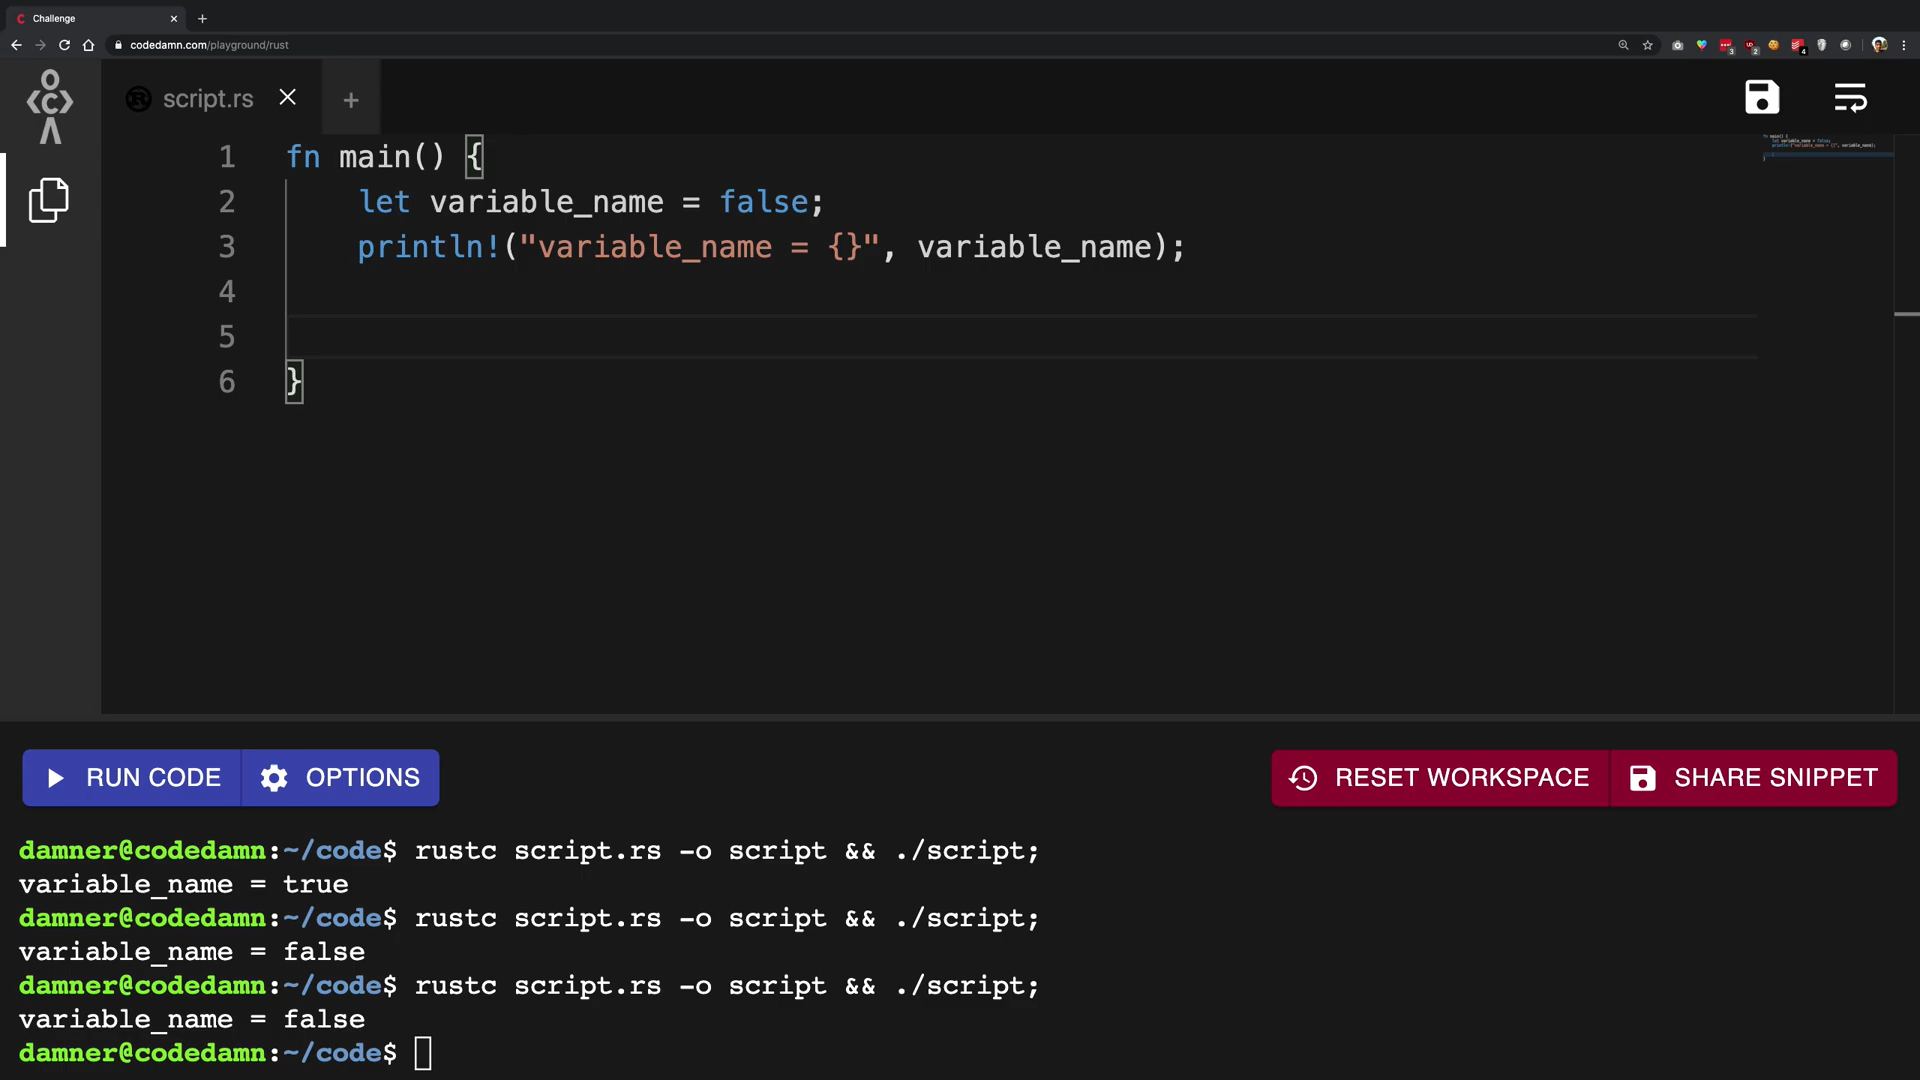 Challenge
codedamn.com/playground/rust
script.rs
1 fn main() {
2 let variable_name = false;
3 println!("variable_name = {}", variable_name);
4
5
6 }
RUN CODE
OPTIONS
RESET WORKSPACE
SHARE SNIPPET
damner@codedamn:~/code$ rustc script.rs -o script && ./script;
variable_name = true
damner@codedamn:~/code$ rustc script.rs -o script && ./script;
variable_name = false
damner@codedamn:~/code$ rustc script.rs -o script && ./script;
variable_name = false
damner@codedamn:~/code$